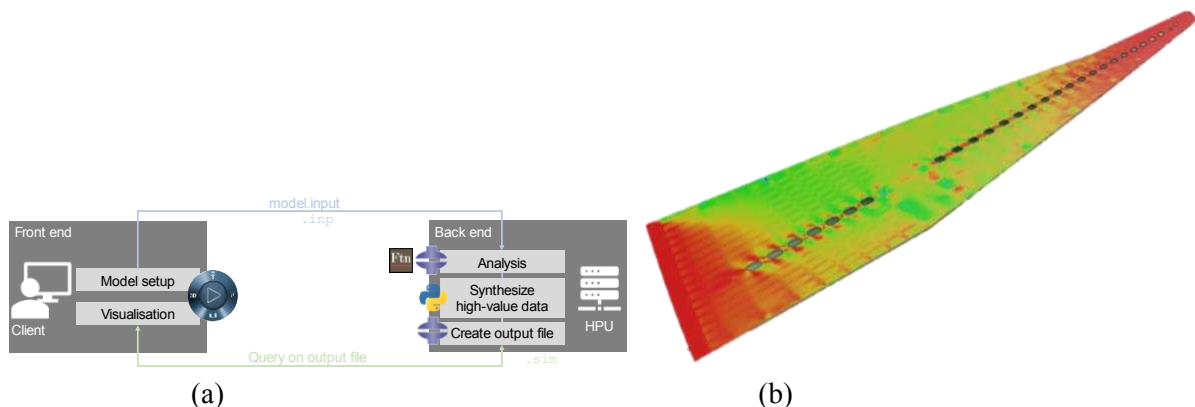 model.input
.inp
Front end
Back end
Ftn
Analysis
Model setup
Synthesize
high-value data
Visualisation
Client
HPU
Create output file
Query on output file
.sim
(a)
(b)